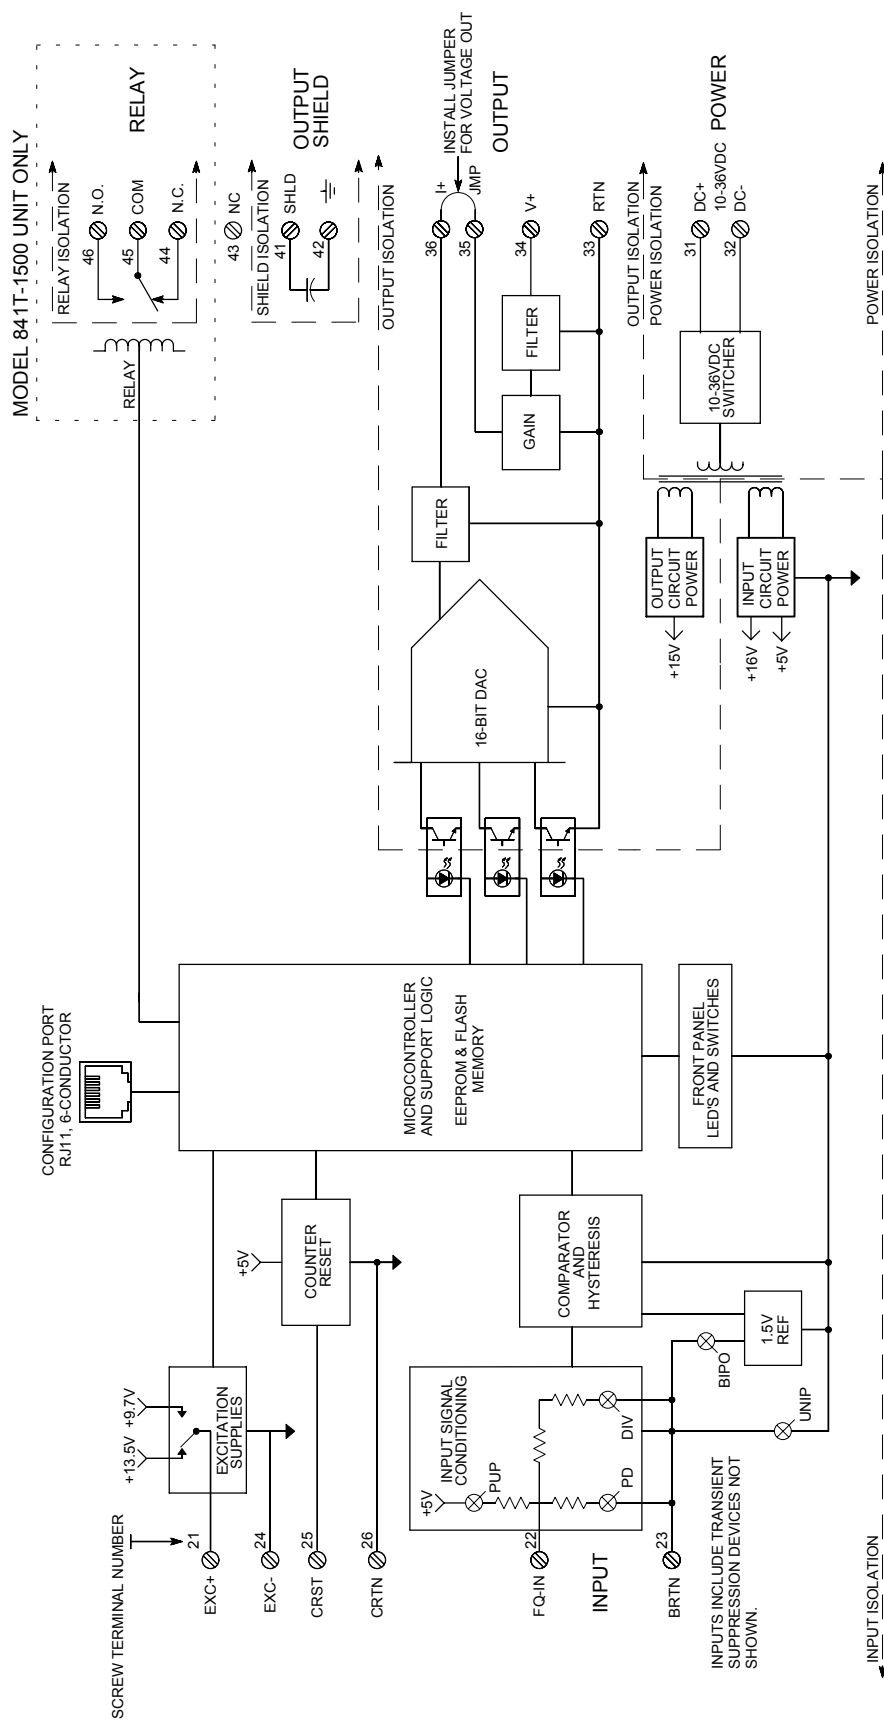 MODEL 841T-1500 UNIT ONLY
RELAY ISOLATION
46
N.O.
45
COM
44
N.C.
RELAY
RELAY
43
NC
SHIELD ISOLATION
41
SHLD
42
OUTPUT
SHIELD
OUTPUT ISOLATION
36
I+
35
JMP
INSTALL JUMPER
FOR VOLTAGE OUT
34
V+
33
RTN
OUTPUT
FILTER
FILTER
GAIN
16-BIT DAC
OUTPUT ISOLATION
POWER ISOLATION
31
DC+
10-36VDC
32
DC-
POWER
10-36VDC
SWITCHER
OUTPUT
CIRCUIT
POWER
+15V
INPUT
CIRCUIT
POWER
+16V
+5V
POWER ISOLATION
CONFIGURATION PORT
RJ11, 6-CONDUCTOR
MICROCONTROLLER
AND SUPPORT LOGIC
EEPROM & FLASH
MEMORY
FRONT PANEL
LED'S AND SWITCHES
+5V
COUNTER
RESET
COMPARATOR
AND
HYSTERESIS
1.5V
REF
BIPO
UNIP
+13.5V
+9.7V
EXCITATION
SUPPLIES
INPUT SIGNAL
CONDITIONING
+5V
PUP
PD
DIV
SCREW TERMINAL NUMBER
21
EXC+
24
EXC-
25
CRST
26
CRTN
22
FQ-IN
INPUT
23
BRTN
INPUTS INCLUDE TRANSIENT
SUPPRESSION DEVICES NOT
SHOWN.
INPUT ISOLATION